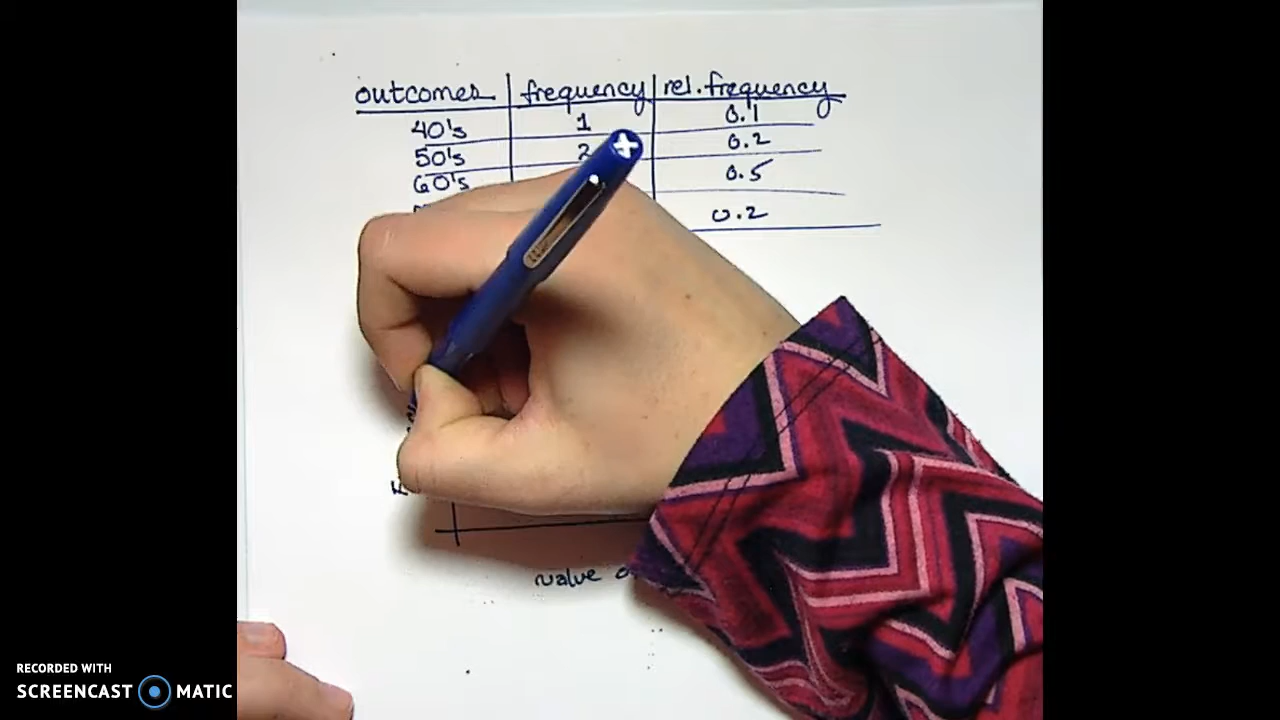 outcomes frequency rel. frequency
40's 1 0.1
50's 2 0.2
60's 0.5
0.2
value
RECORDED WITH
SCREENCAST MATIC